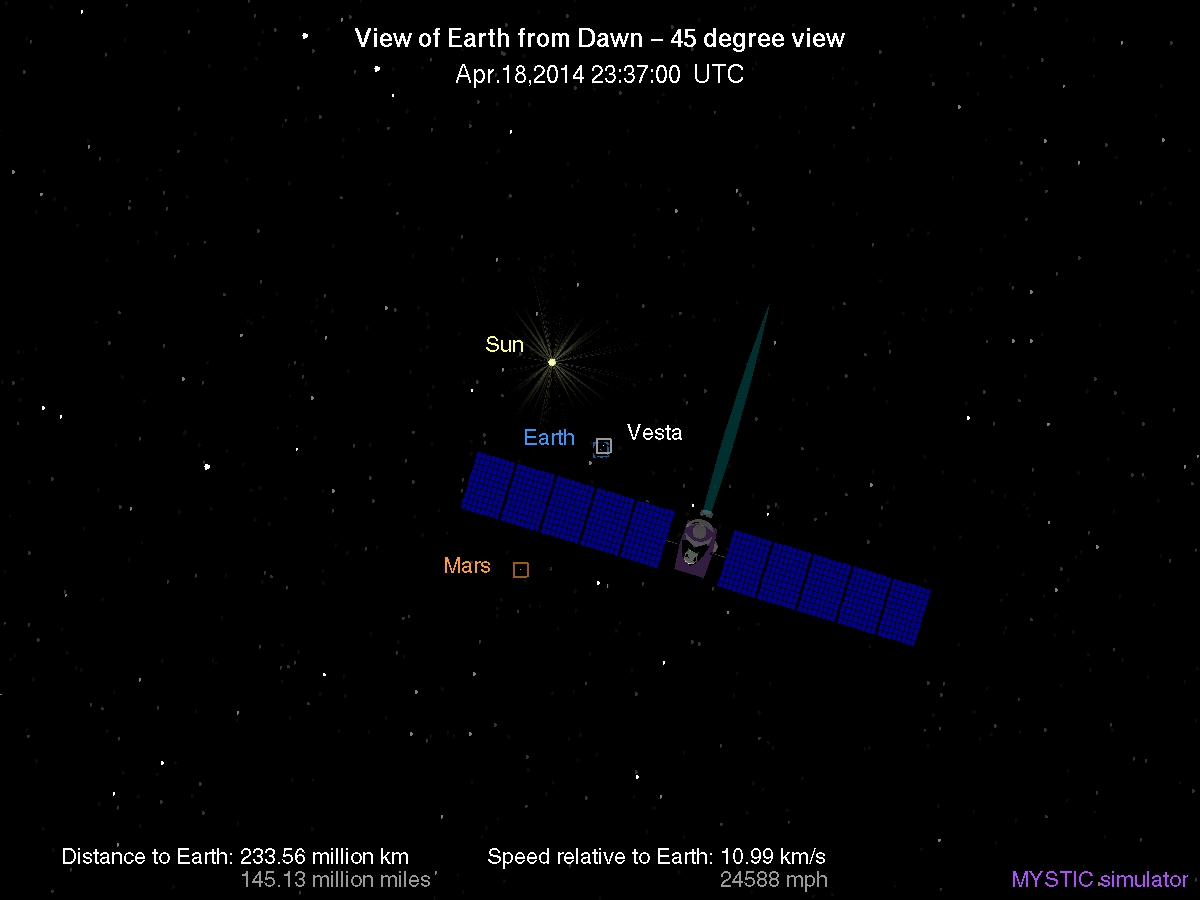 View of Earth from Dawn – 45 degree view
Apr.18,2014 23:37:00 UTC
Sun
Earth
Vesta
Mars
Distance to Earth: 233.56 million km
145.13 million miles
Speed relative to Earth: 10.99 km/s
24588 mph
MYSTIC simulator